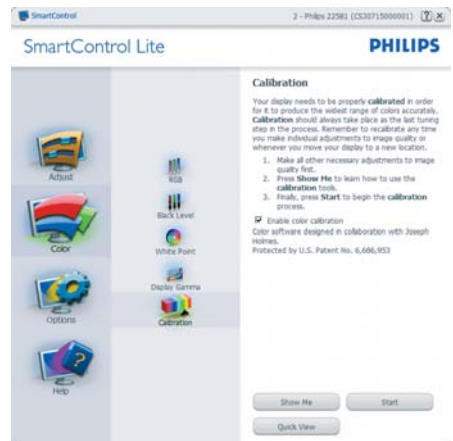 SmartControl
2 - Philips 22581 (CS30715000001)
SmartControl Lite
PHILIPS
Adjust
Color
Options
Help
RGB
Black Level
White Point
Display Gamma
Calibration
Calibration
Your display needs to be properly calibrated in order
for it to produce the widest range of colors accurately.
Calibration should always take place as the last tuning
step in the process. Remember to recalibrate any time
you make individual adjustments to image quality or
whenever you move your display to a new location.
1. Make all other necessary adjustments to image
quality first.
2. Press Show Me to learn how to use the
calibration tools.
3. Finally, press Start to begin the calibration
process.
Enable color calibration
Color software designed in collaboration with Joseph
Holmes.
Protected by U.S. Patent No. 6,686,953
Show Me
Start
Quick View